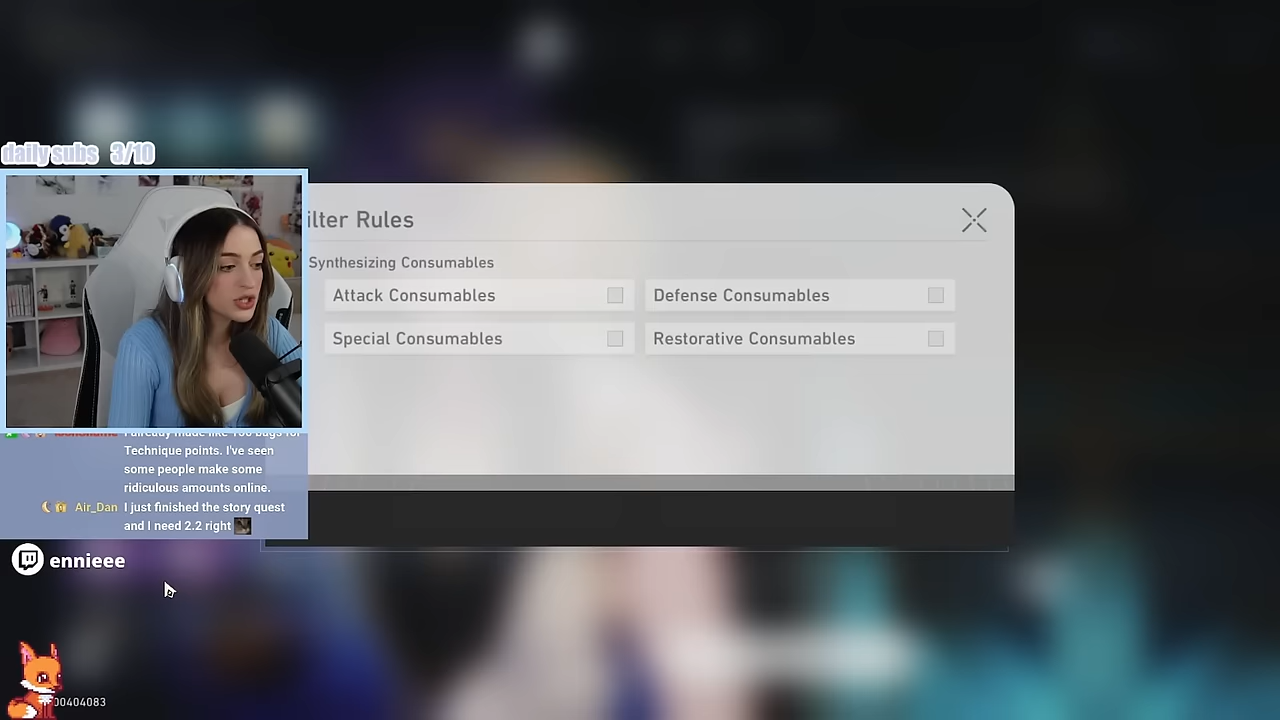 daily subs 3/10
ilter Rules
Synthesizing Consumables
Attack Consumables
Defense Consumables
Special Consumables
Restorative Consumables
Technique points. I've seen
some people make some
ridiculous amounts online.
Air_Dan I just finished the story quest
and I need 2.2 right
ennieee
00404083